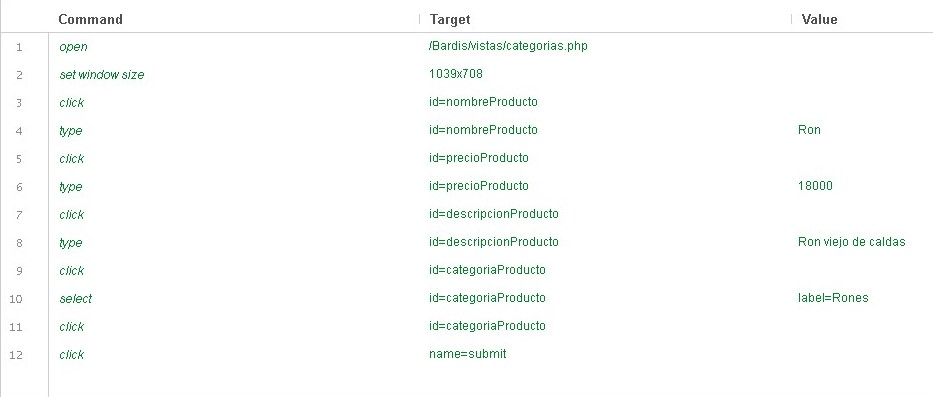 Command Target Value
1 open /Bardis/vistas/categorias.php
2 set window size 1039x708
3 click id=nombreProducto
4 type id=nombreProducto Ron
5 click id=precioProducto
6 type id=precioProducto 18000
7 click id=descripcionProducto
8 type id=descripcionProducto Ron viejo de caldas
9 click id=categoriaProducto
10 select id=categoriaProducto label=Rones
11 click id=categoriaProducto
12 click name=submit